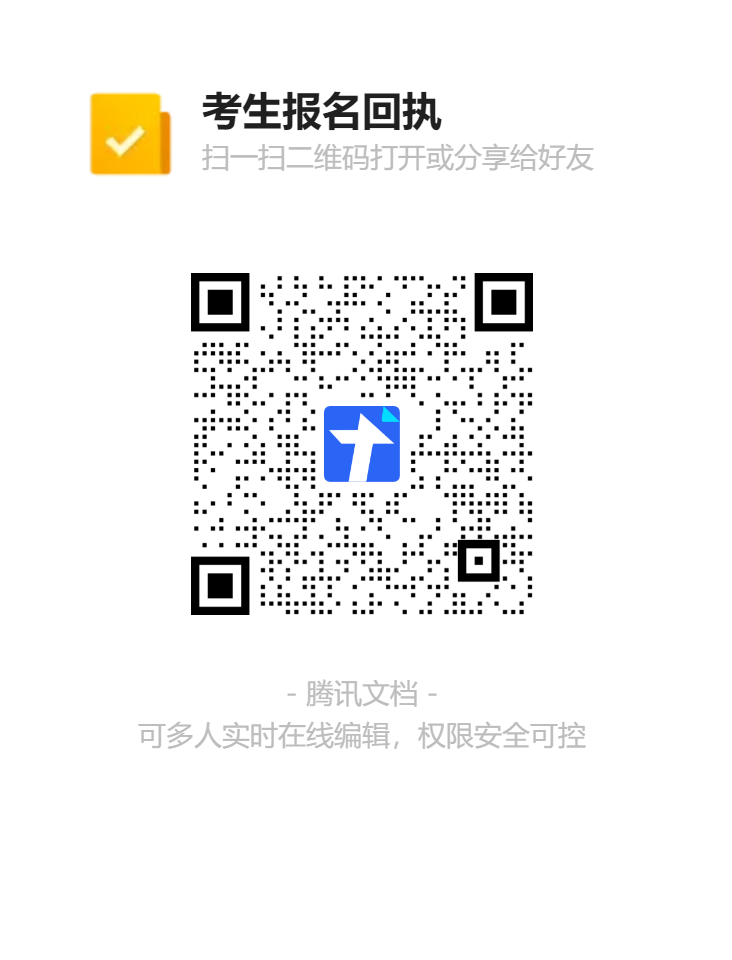 考生报名回执
扫一扫二维码打开或分享给好友
- 腾讯文档 -
可多人实时在线编辑，权限安全可控